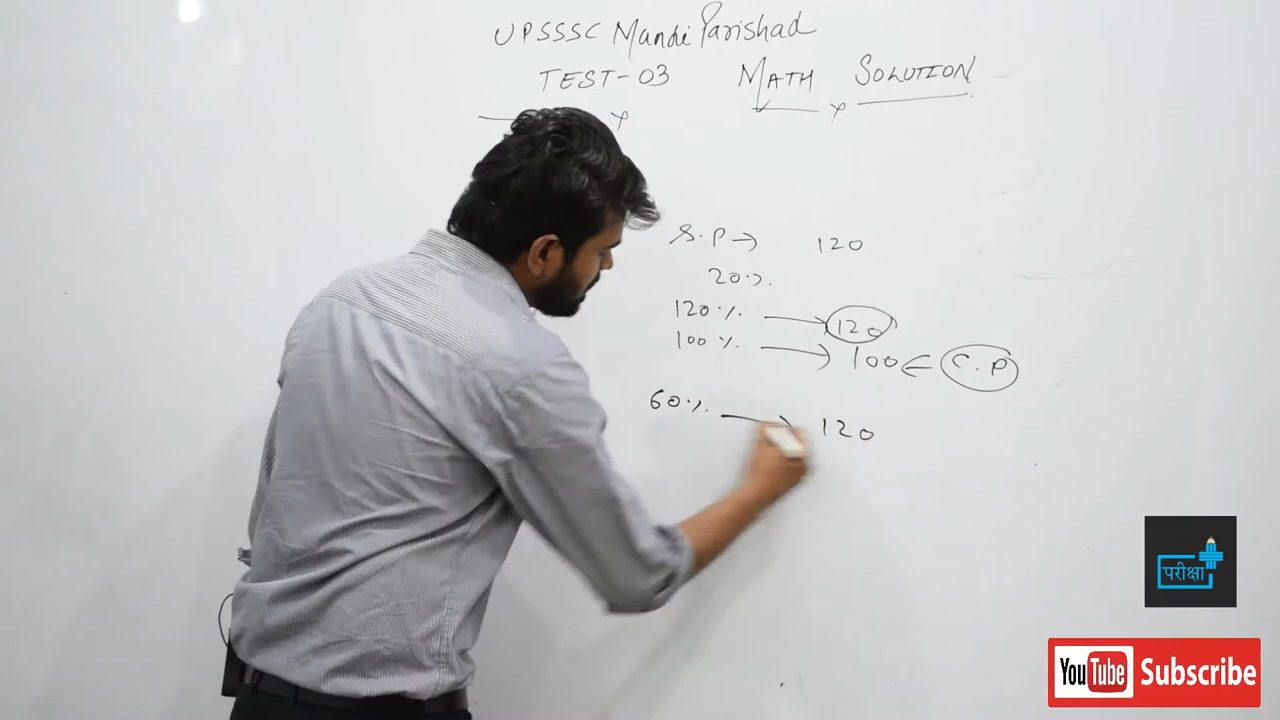 UPSSSC Mandi Parishad
TEST-03 MATH SOLUTION
S.P → 120
20%.
120% → 120
100% → 100 ← C.P
60% → 120
परीक्षा
YouTube Subscribe